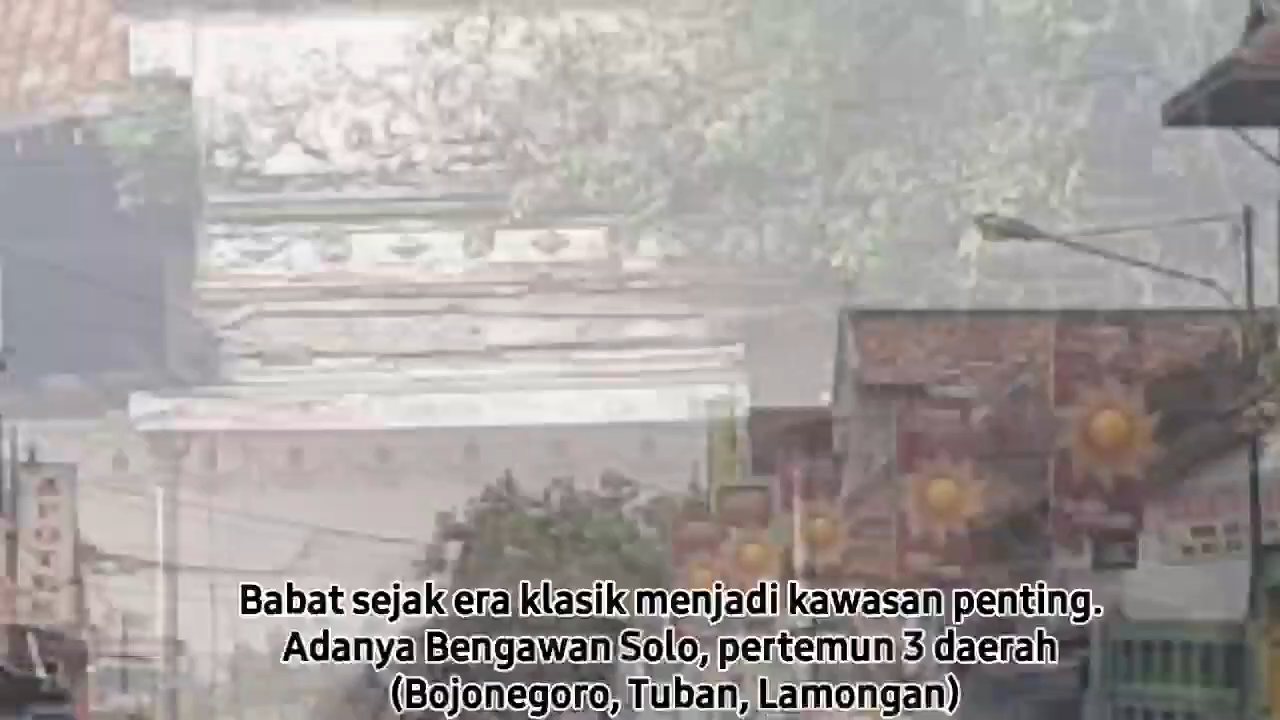 Babat sejak era klasik menjadi kawasan penting.
Adanya Bengawan Solo, pertemun 3 daerah
(Bojonegoro, Tuban, Lamongan)